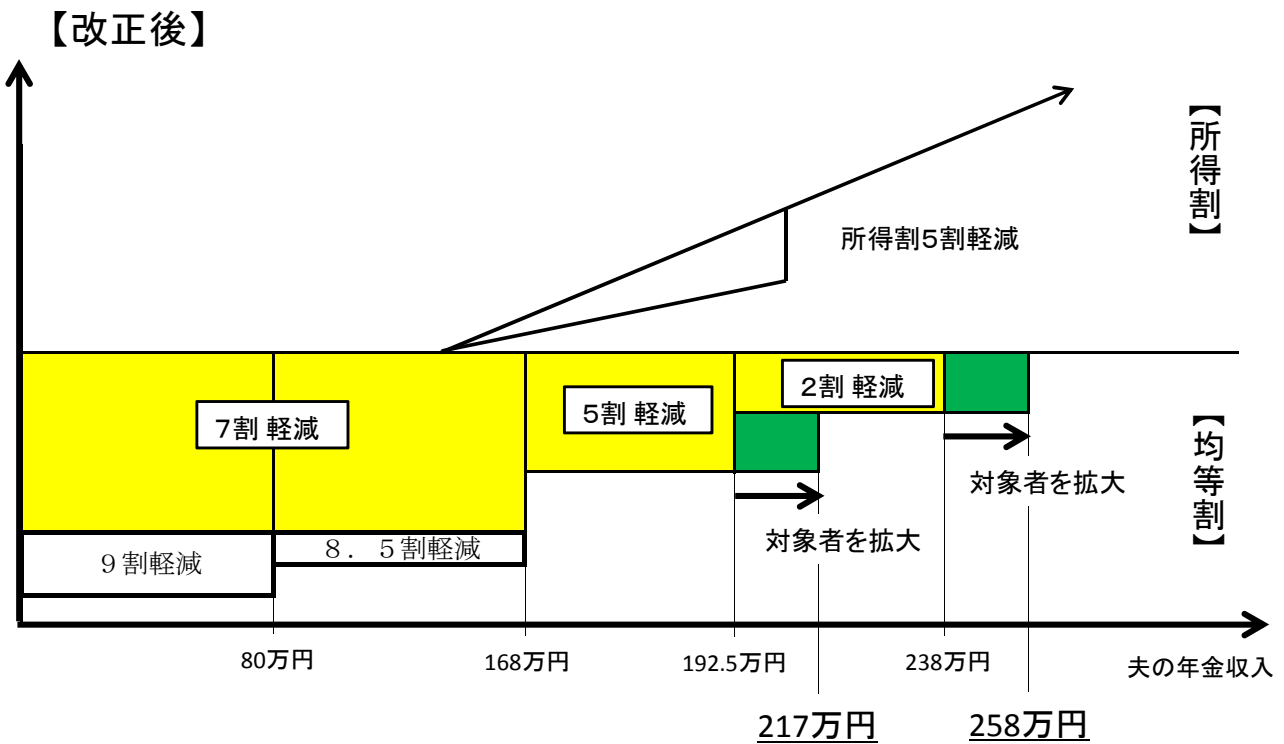 【改正後】
【所得割】
所得割5割軽減
7割 軽減
5割 軽減
2割 軽減
【均等割】
対象者を拡大
対象者を拡大
9割軽減
8．5割軽減
80万円
168万円
192.5万円
238万円
夫の年金収入
217万円
258万円